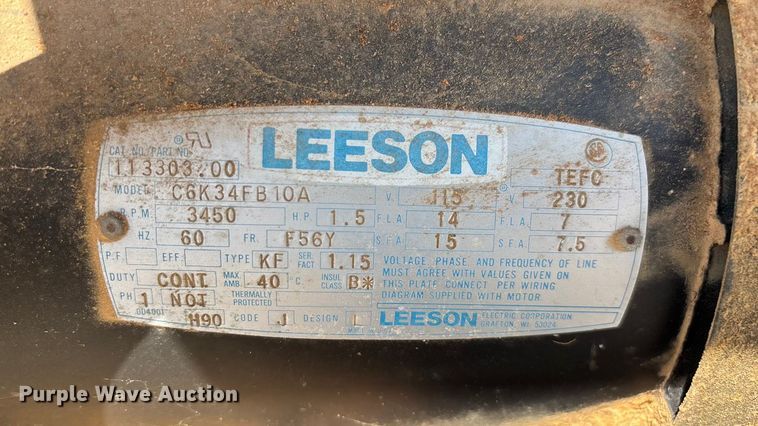 LEESON
CAT. NO./PART NO.
113303.00
TEFC
MODEL C6K34FB10A V. 115 V. 230
R.P.M. 3450 H.P. 1.5 F.L.A. 14 F.L.A. 7
HZ. 60 FR. F56Y S.F.A. 15 S.F.A. 7.5
P.F. EFF. TYPE KF SER. FACT 1.15
VOLTAGE, PHASE AND FREQUENCY OF LINE
MUST AGREE WITH VALUES GIVEN ON
THIS PLATE CONNECT PER WIRING
DIAGRAM SUPPLIED WITH MOTOR.
DUTY CONT MAX. AMB. 40 C INSUL CLASS B*
PH 1 NOT THERMALLY PROTECTED
004001 H90 CODE J DESIGN L
LEESON ELECTRIC CORPORATION
GRAFTON, WI. 53024
Purple Wave Auction